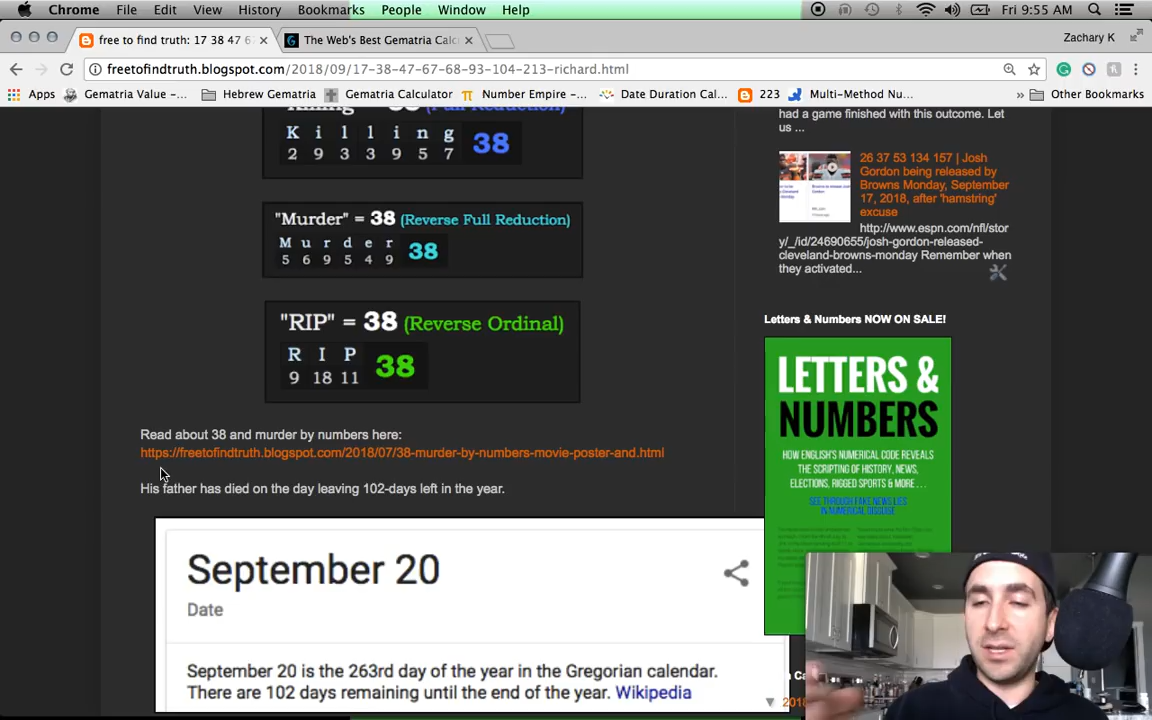 Chrome File Edit View History Bookmarks People Window Help Fri 9:55 AM
free to find truth: 17 38 47 6 The Web's Best Gematria Calc Zachary K
freetofindtruth.blogspot.com/2018/09/17-38-47-67-68-93-104-213-richard.html
Apps Gematria Value -... Hebrew Gematria Gematria Calculator Number Empire -... Date Duration Cal... 223 Multi-Method Nu... Other Bookmarks
K i l l i n g 38
2 9 3 3 9 5 7
"Murder" = 38 (Reverse Full Reduction)
M u r d e r 38
5 6 9 5 4 9
"RIP" = 38 (Reverse Ordinal)
R I P 38
9 18 11
Read about 38 and murder by numbers here:
https://freetofindtruth.blogspot.com/2018/07/38-murder-by-numbers-movie-poster-and.html
His father has died on the day leaving 102-days left in the year.
September 20
Date
September 20 is the 263rd day of the year in the Gregorian calendar.
There are 102 days remaining until the end of the year. Wikipedia
had a game finished with this outcome. Let
us ...
26 37 53 134 157 | Josh
Gordon being released by
Browns Monday, September
17, 2018, after 'hamstring'
excuse
http://www.espn.com/nfl/stor
y/_/id/24690655/josh-gordon-released-
cleveland-browns-monday Remember when
they activated...
Letters & Numbers NOW ON SALE!
LETTERS &
NUMBERS
HOW ENGLISH'S NUMERICAL CODE REVEALS
THE SCRIPTING OF HISTORY, NEWS,
ELECTIONS, RIGGED SPORTS & MORE . . .
SEE THROUGH FAKE NEWS LIES